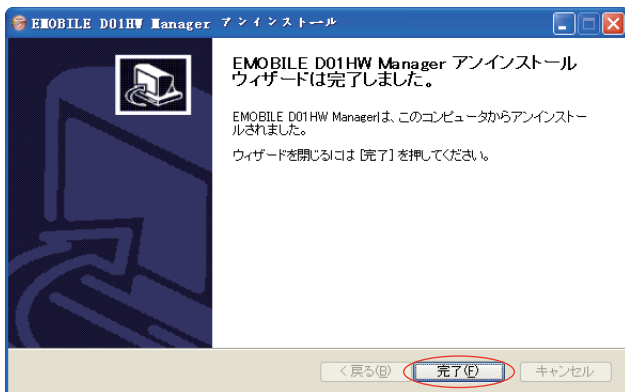 EMOBILE D01HW Manager アンインストール
EMOBILE D01HW Manager アンインストール
ウィザードは完了しました。
EMOBILE D01HW Managerは、このコンピュータからアンインストー
ルされました。
ウィザードを閉じるには [完了] を押してください。
< 戻る(B)
完了(F)
キャンセル